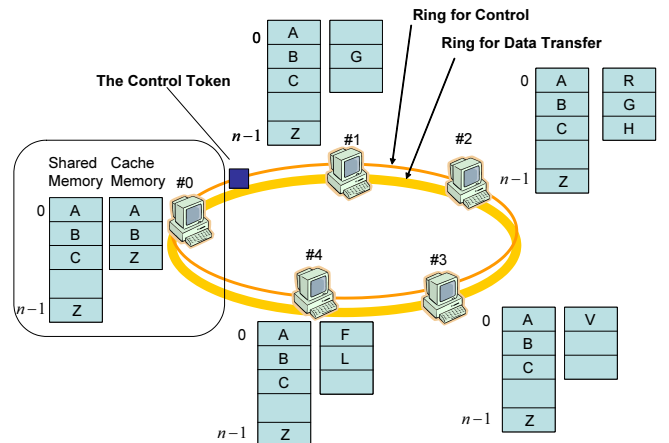 Ring for Control
Ring for Data Transfer
The Control Token
0
A
B
C
Z
n−1
G
#1
0
A
B
C
Z
n−1
R
G
H
#2
Shared
Memory
Cache
Memory
#0
0
A
B
C
Z
n−1
A
B
Z
#4
0
A
B
C
Z
n−1
F
L
#3
0
A
B
C
Z
n−1
V